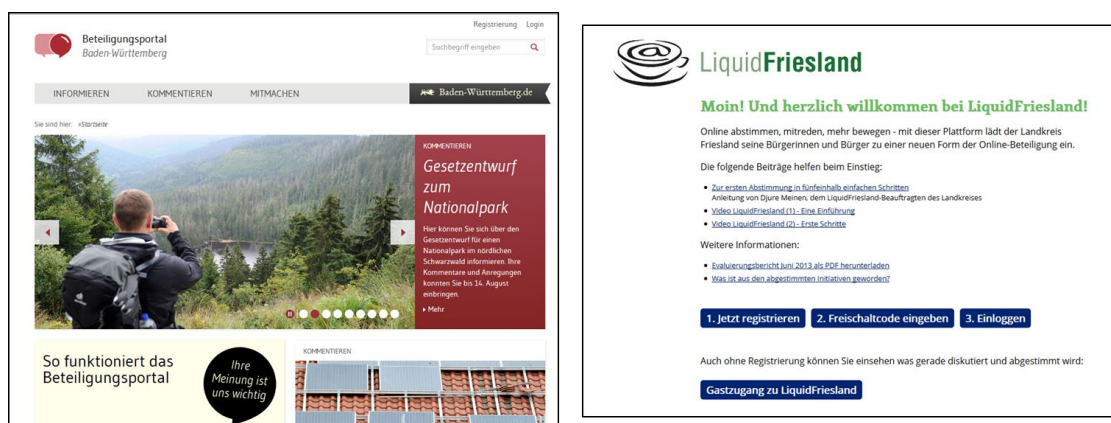 Registrierung Login
Beteiligungsportal
Baden-Württemberg
Suchbegriff eingeben
INFORMIEREN KOMMENTIEREN MITMACHEN
Baden-Württemberg.de
Sie sind hier: »Startseite
KOMMENTIEREN
Gesetzentwurf
zum
Nationalpark
Hier können Sie sich über den
Gesetzentwurf für einen
Nationalpark im nördlichen
Schwarzwald informieren. Ihre
Kommentare und Anregungen
konnten Sie bis 14. August
einbringen.
Mehr
So funktioniert das
Beteiligungsportal
Ihre
Meinung ist
uns wichtig
KOMMENTIEREN
@
LiquidFriesland
Moin! Und herzlich willkommen bei LiquidFriesland!
Online abstimmen, mitreden, mehr bewegen - mit dieser Plattform lädt der Landkreis
Friesland seine Bürgerinnen und Bürger zu einer neuen Form der Online-Beteiligung ein.
Die folgende Beiträge helfen beim Einstieg:
Zur ersten Abstimmung in fünfeinhalb einfachen Schritten
Anleitung von Djure Meinen, dem LiquidFriesland-Beauftragten des Landkreises
Video LiquidFriesland (1) - Eine Einführung
Video LiquidFriesland (2) - Erste Schritte
Weitere Informationen:
Evaluierungsbericht Juni 2013 als PDF herunterladen
Was ist aus den abgestimmten Initiativen geworden?
1. Jetzt registrieren 2. Freischaltcode eingeben 3. Einloggen
Auch ohne Registrierung können Sie einsehen was gerade diskutiert und abgestimmt wird:
Gastzugang zu LiquidFriesland